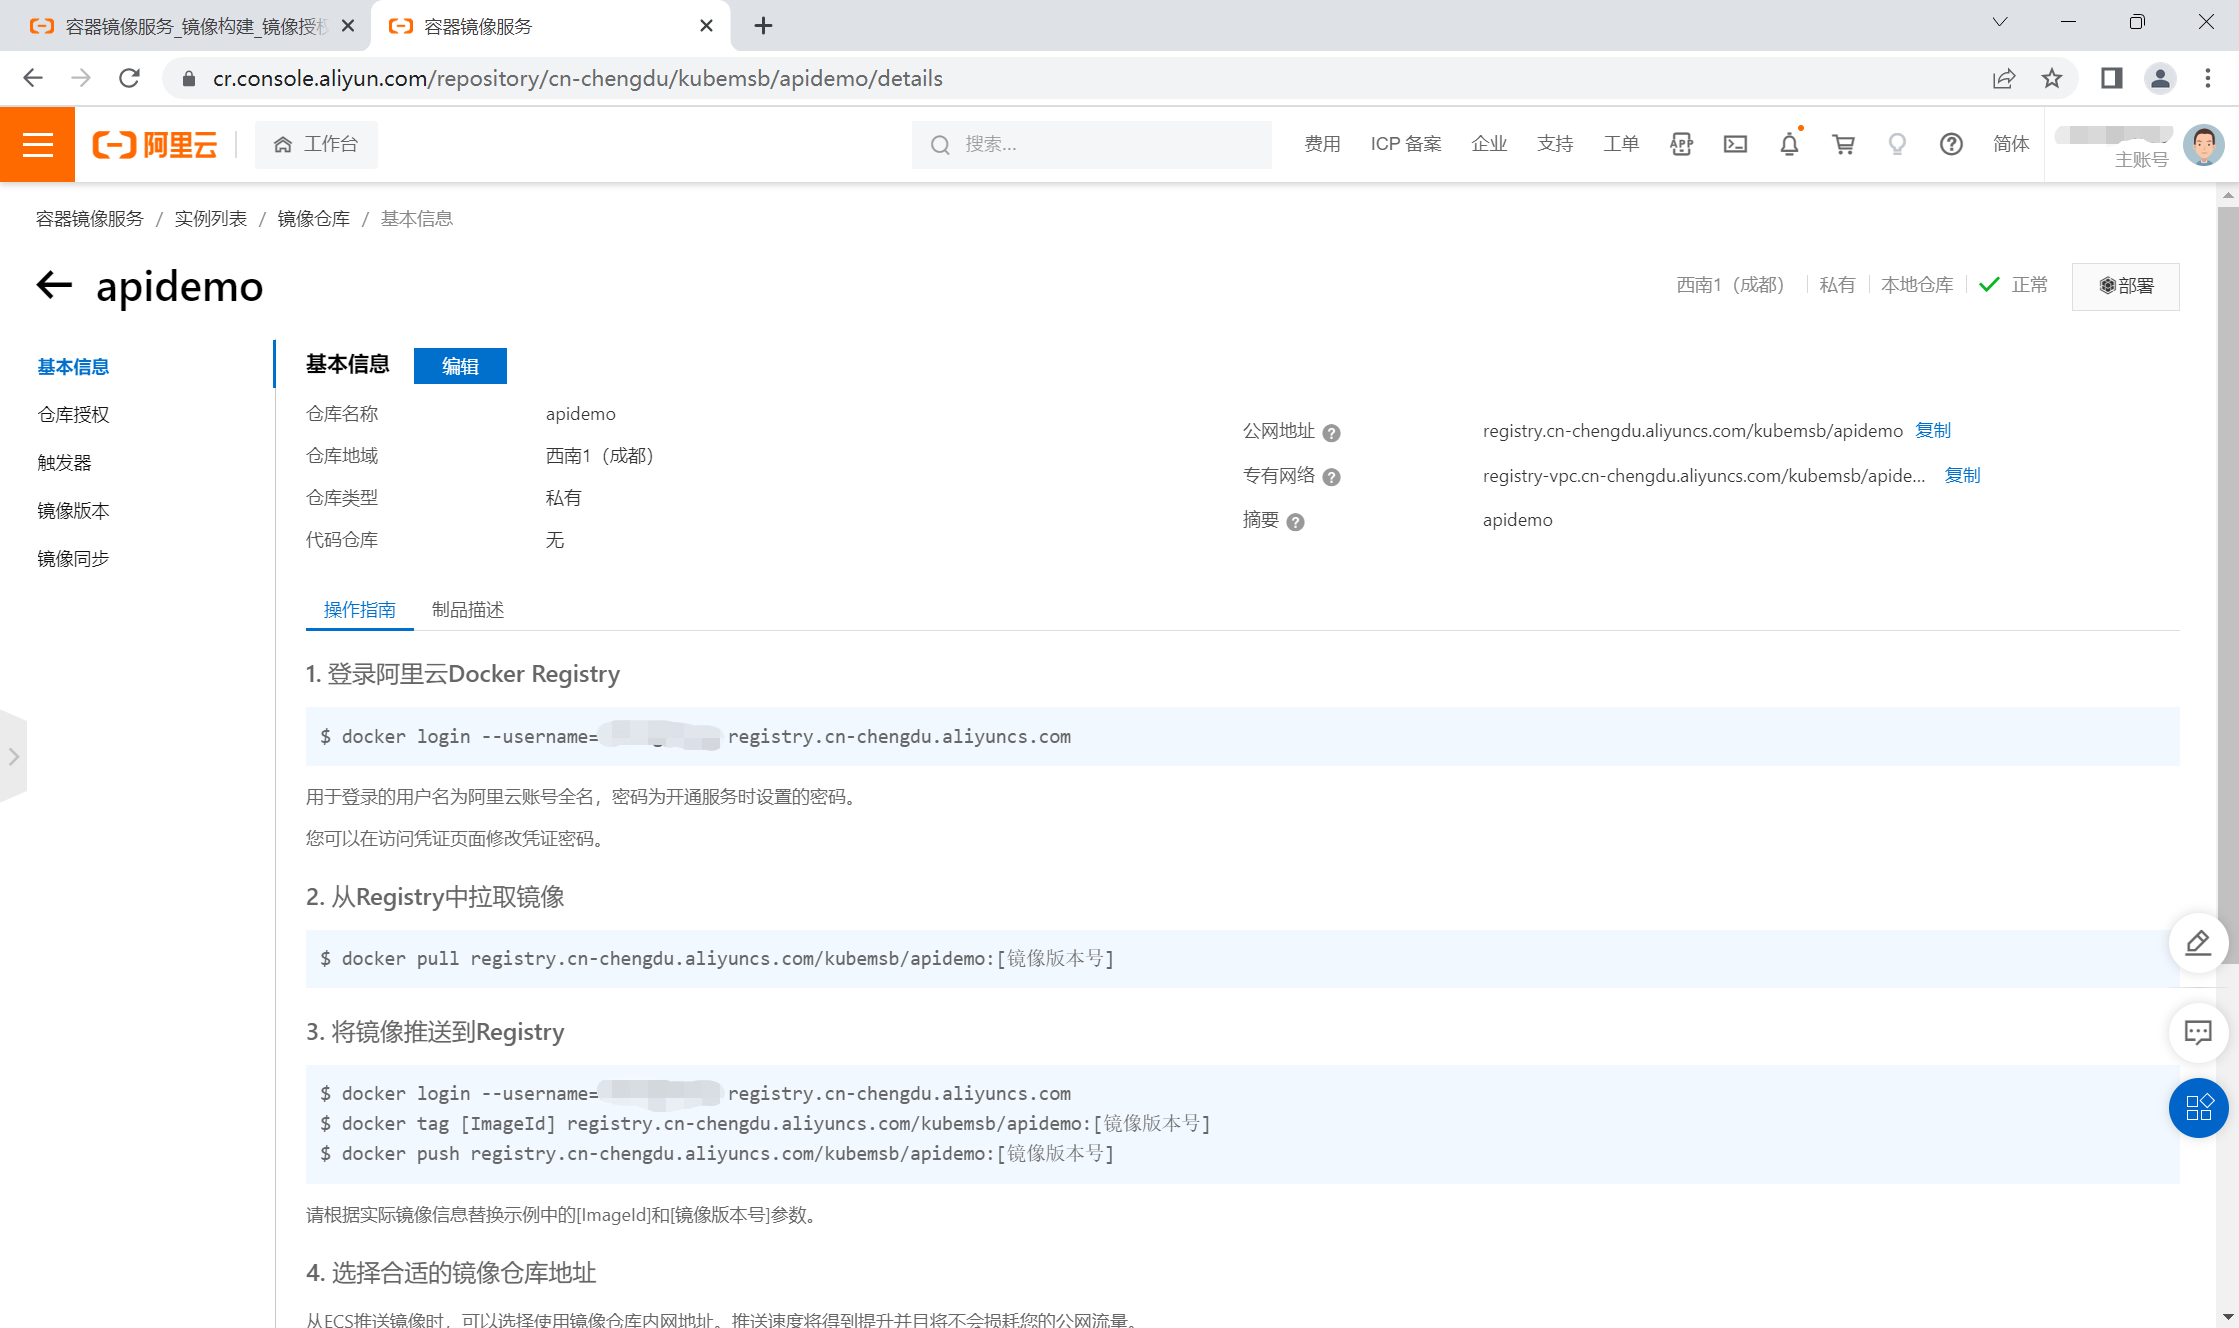 容器镜像服务_镜像构建_镜像授权
容器镜像服务
cr.console.aliyun.com/repository/cn-chengdu/kubemsb/apidemo/details
阿里云
工作台
搜索...
费用
ICP 备案
企业
支持
工单
APP
简体
主账号
容器镜像服务 / 实例列表 / 镜像仓库 / 基本信息
apidemo
西南1（成都）
私有
本地仓库
正常
部署
基本信息
仓库授权
触发器
镜像版本
镜像同步
基本信息
编辑
仓库名称 apidemo
仓库地域 西南1（成都）
仓库类型 私有
代码仓库 无
公网地址 registry.cn-chengdu.aliyuncs.com/kubemsb/apidemo 复制
专有网络 registry-vpc.cn-chengdu.aliyuncs.com/kubemsb/apide... 复制
摘要 apidemo
操作指南
制品描述
1. 登录阿里云Docker Registry
$ docker login --username= registry.cn-chengdu.aliyuncs.com
用于登录的用户名为阿里云账号全名，密码为开通服务时设置的密码。
您可以在访问凭证页面修改凭证密码。
2. 从Registry中拉取镜像
$ docker pull registry.cn-chengdu.aliyuncs.com/kubemsb/apidemo:[镜像版本号]
3. 将镜像推送到Registry
$ docker login --username= registry.cn-chengdu.aliyuncs.com
$ docker tag [ImageId] registry.cn-chengdu.aliyuncs.com/kubemsb/apidemo:[镜像版本号]
$ docker push registry.cn-chengdu.aliyuncs.com/kubemsb/apidemo:[镜像版本号]
请根据实际镜像信息替换示例中的[ImageId]和[镜像版本号]参数。
4. 选择合适的镜像仓库地址
从ECS推送镜像时，可以选择使用镜像仓库内网地址。推送速度将得到提升并且将不会损耗您的公网流量。